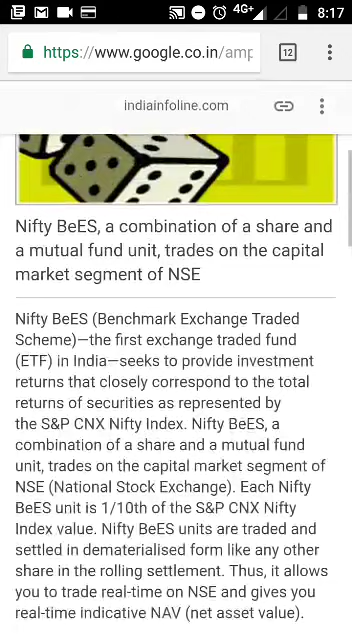 4G+ 8:17
https://www.google.co.in/amp
12
indiainfoline.com
Nifty BeES, a combination of a share and
a mutual fund unit, trades on the capital
market segment of NSE
Nifty BeES (Benchmark Exchange Traded
Scheme)—the first exchange traded fund
(ETF) in India—seeks to provide investment
returns that closely correspond to the total
returns of securities as represented by
the S&P CNX Nifty Index. Nifty BeES, a
combination of a share and a mutual fund
unit, trades on the capital market segment of
NSE (National Stock Exchange). Each Nifty
BeES unit is 1/10th of the S&P CNX Nifty
Index value. Nifty BeES units are traded and
settled in dematerialised form like any other
share in the rolling settlement. Thus, it allows
you to trade real-time on NSE and gives you
real-time indicative NAV (net asset value).